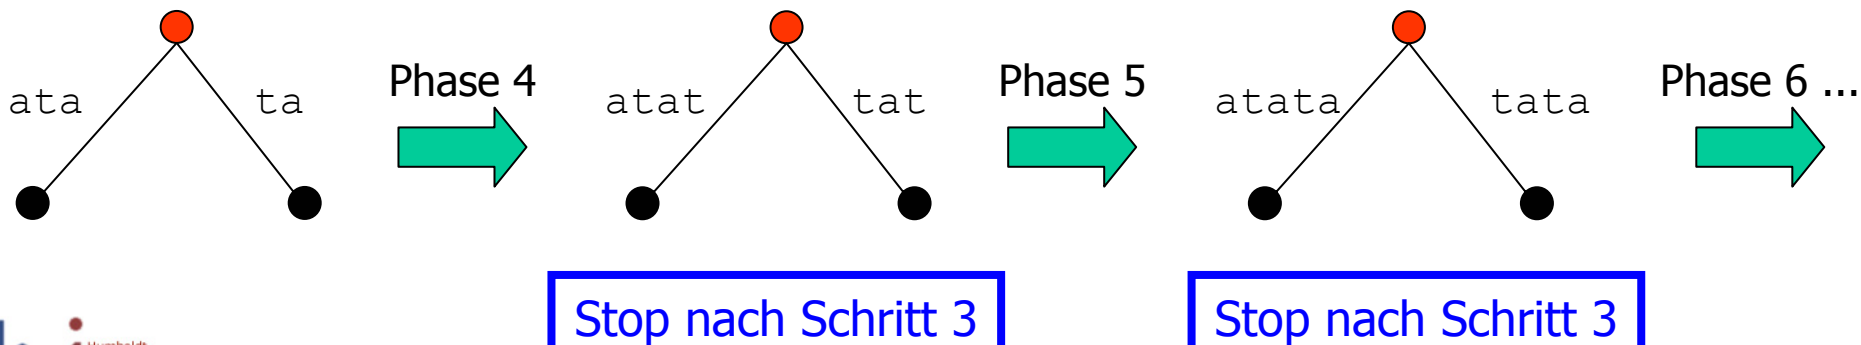 ata ta Phase 4 atat tat Phase 5 atata tata Phase 6 ...
Stop nach Schritt 3 Stop nach Schritt 3
Humboldt